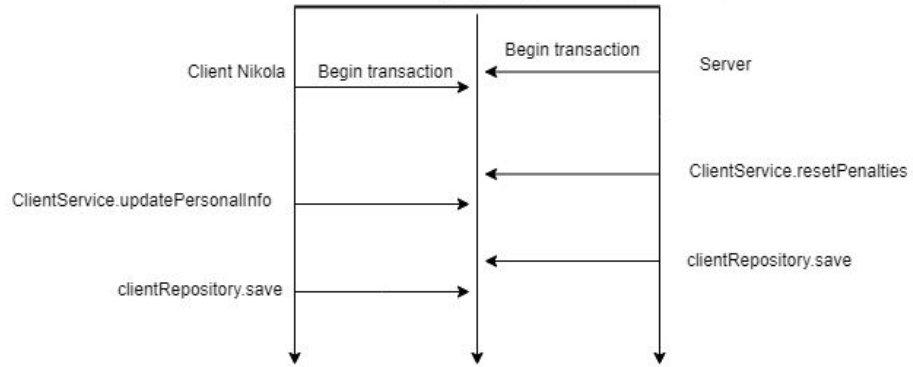 Begin transaction
Client Nikola
Begin transaction
Server
ClientService.resetPenalties
ClientService.updatePersonalInfo
clientRepository.save
clientRepository.save